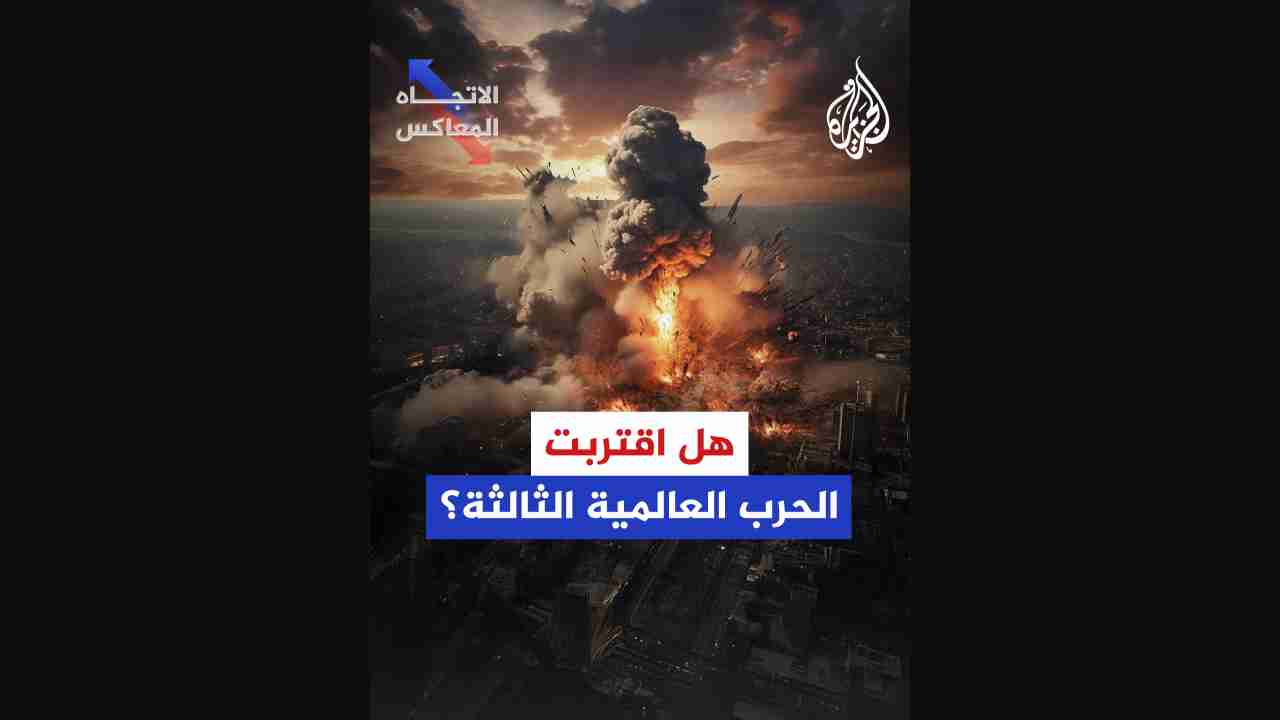 الاتجاه
المعاكس
الجزيرة
هل اقتربت
الحرب العالمية الثالثة؟